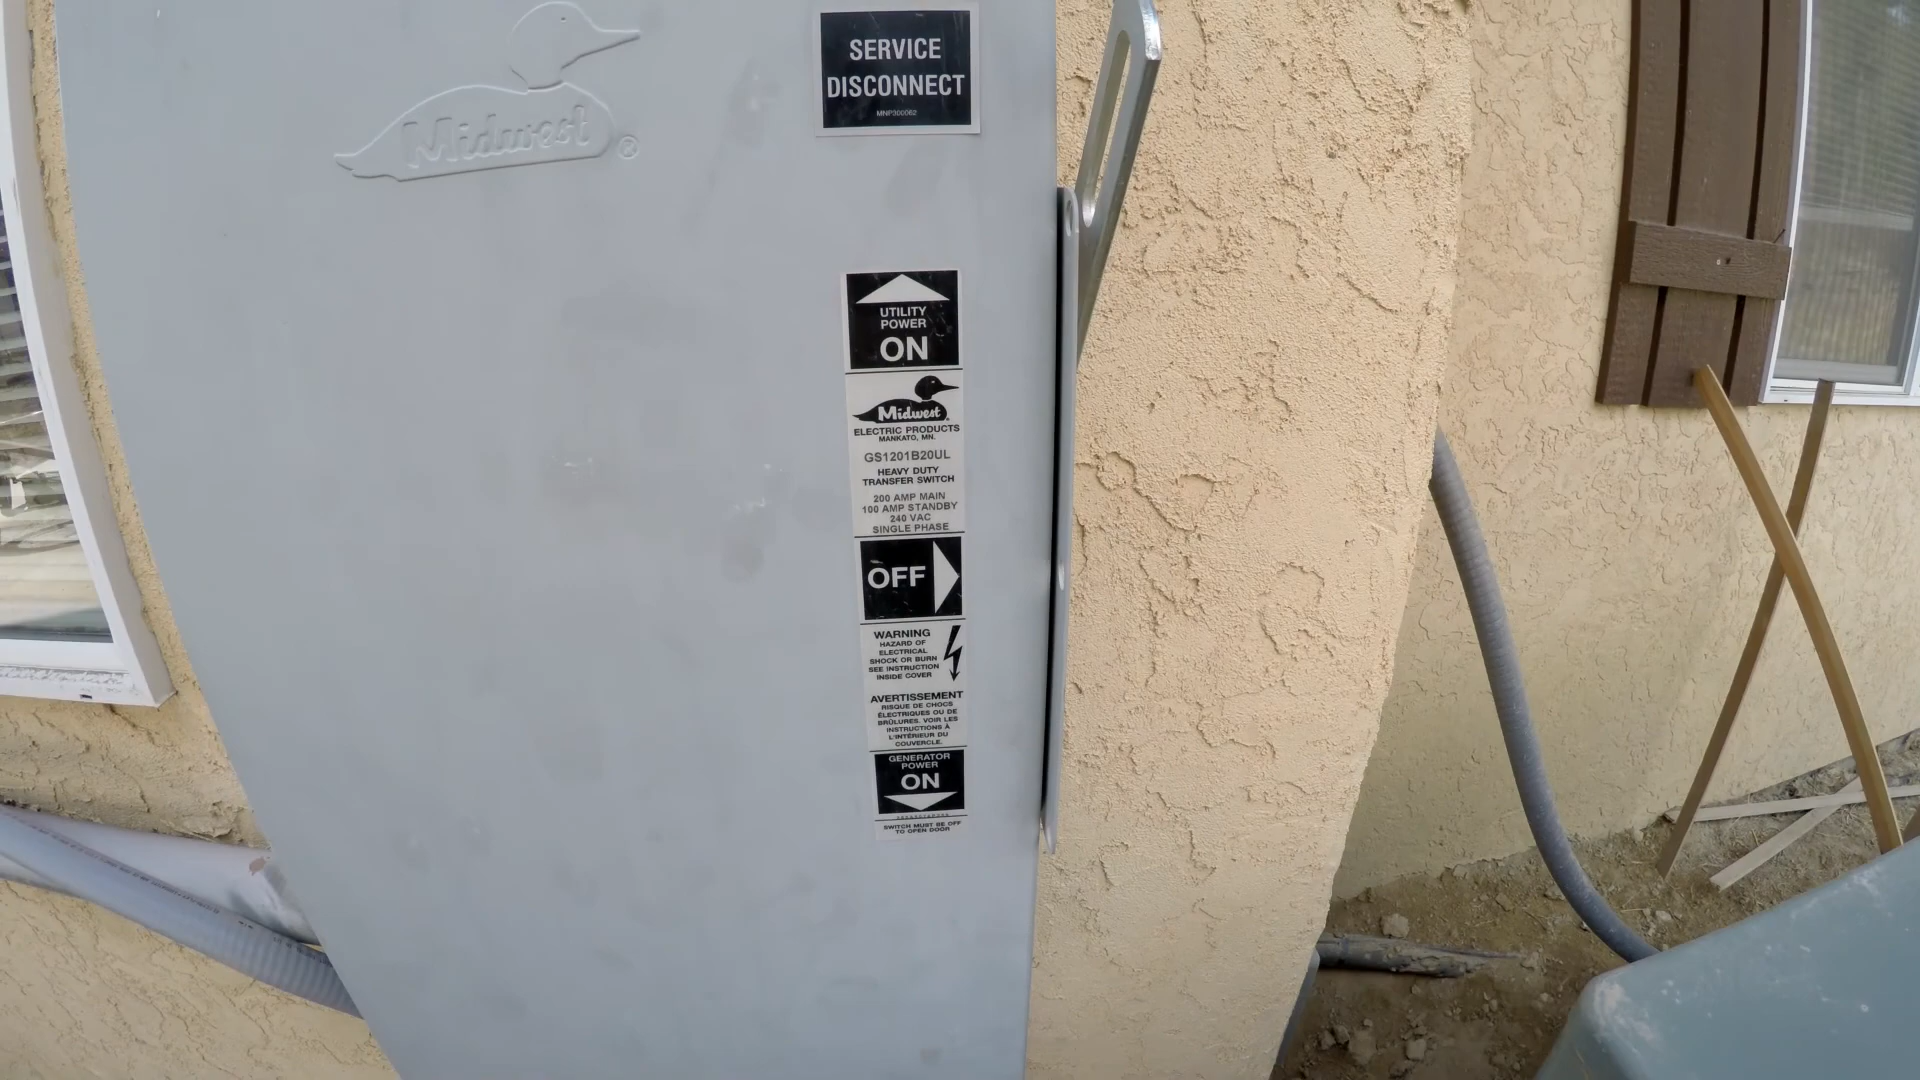 Midwest®
SERVICE
DISCONNECT
MNP300062
UTILITY
POWER
ON
Midwest
ELECTRIC PRODUCTS
MANKATO, MN.
GS1201B20UL
HEAVY DUTY
TRANSFER SWITCH
200 AMP MAIN
100 AMP STANDBY
240 VAC
SINGLE PHASE
OFF
WARNING
HAZARD OF
ELECTRICAL
SHOCK OR BURN
SEE INSTRUCTION
INSIDE COVER
AVERTISSEMENT
RISQUE DE CHOCS
ÉLECTRIQUES OU DE
BRÛLURES. VOIR LES
INSTRUCTIONS À
L'INTÉRIEUR DU
COUVERCLE.
GENERATOR
POWER
ON
SWITCH MUST BE OFF
TO OPEN DOOR